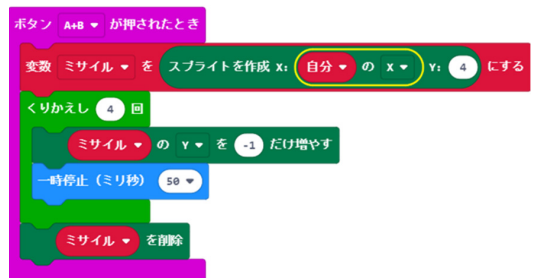 ボタン A+B が押されたとき
変数 ミサイル を スプライトを作成 X: 自分 の X Y: 4 にする
くりかえし 4 回
ミサイル の Y を -1 だけ増やす
一時停止（ミリ秒） 50
ミサイル を削除